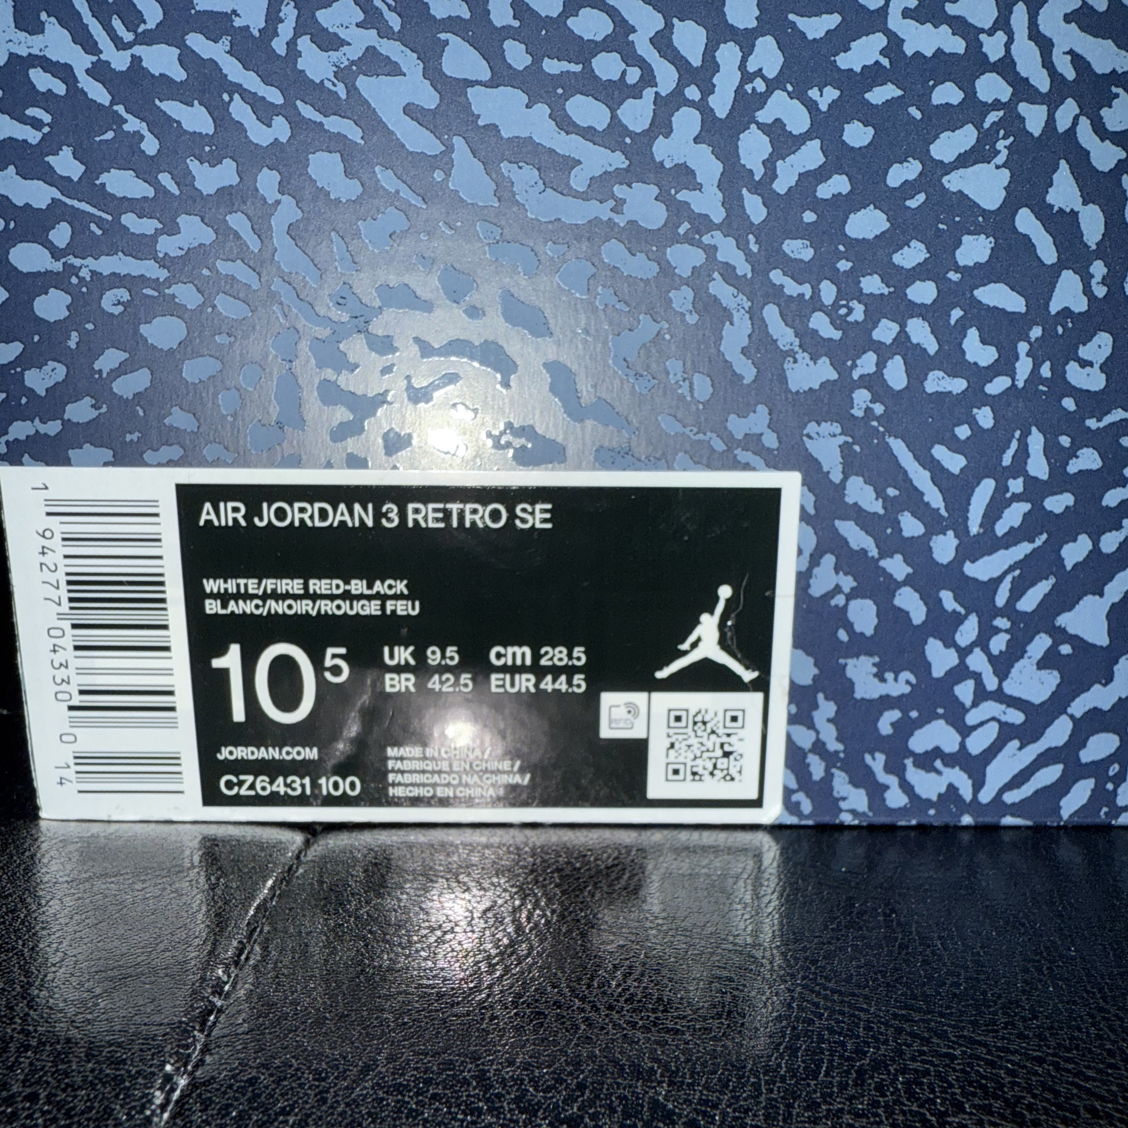 AIR JORDAN 3 RETRO SE
WHITE/FIRE RED-BLACK
BLANC/NOIR/ROUGE FEU
10 5
UK 9.5 cm 28.5
BR 42.5 EUR 44.5
JORDAN.COM
CZ6431 100
MADE IN CHINA /
FABRIQUE EN CHINE /
FABRICADO NA CHINA /
HECHO EN CHINA
RFID
1 94277 04330 0 14